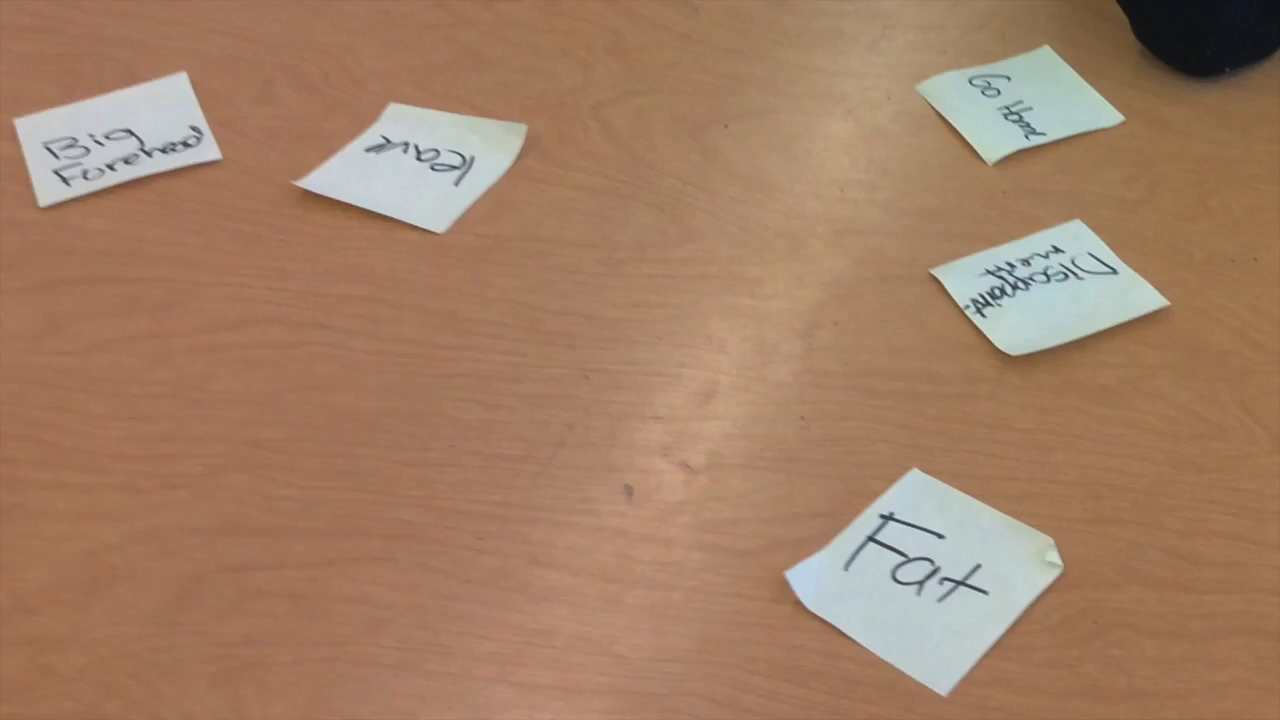 Big
Forehead
leave
Go Home
Disappoint-
ment
Fat